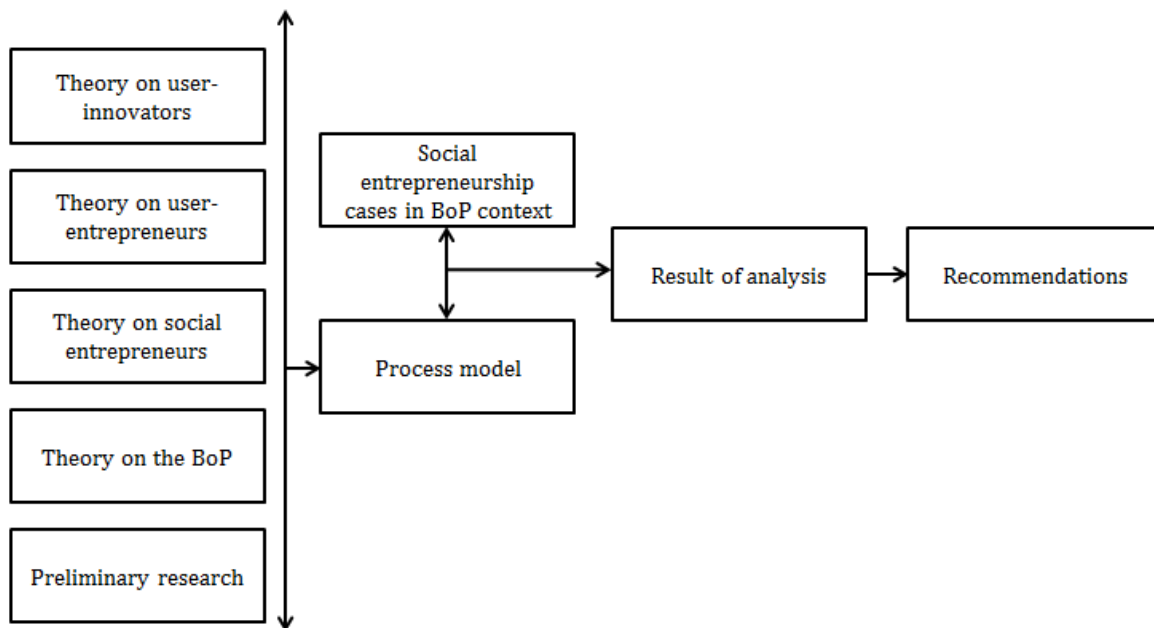 Theory on user-
innovators
Theory on user-
entrepreneurs
Theory on social
entrepreneurs
Theory on the BoP
Preliminary research
Social
entrepreneurship
cases in BoP context
Process model
Result of analysis
Recommendations